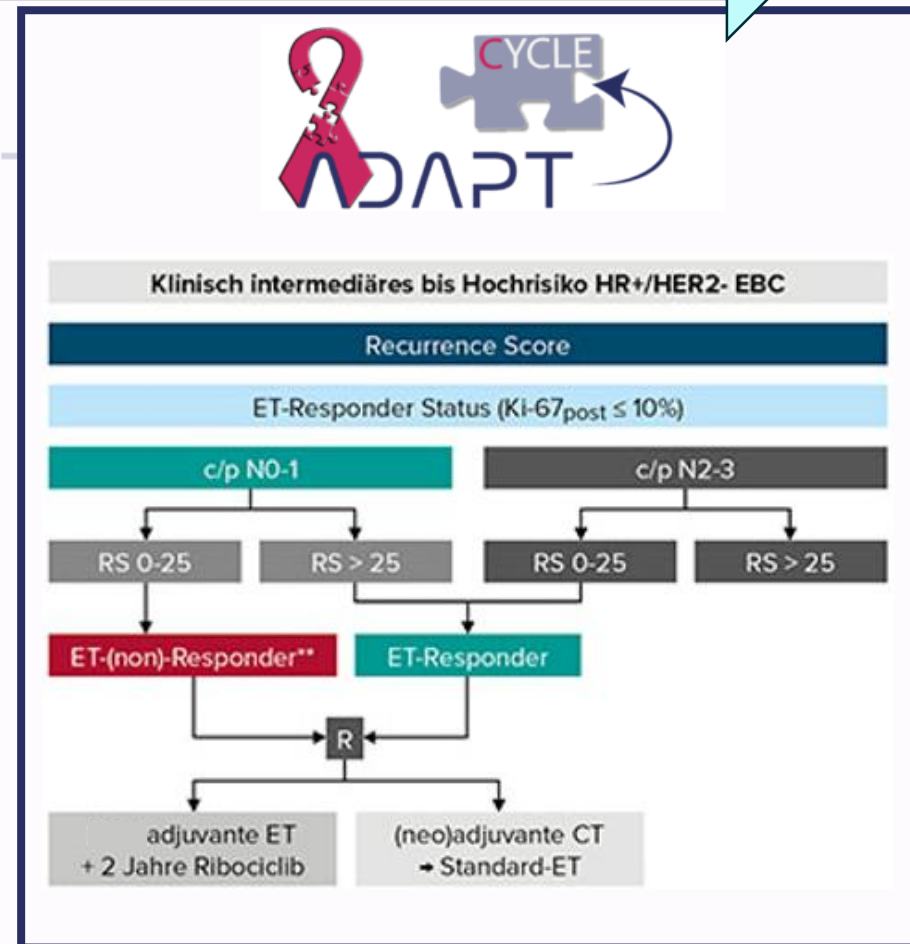 CYCLE
ADAPT
Klinisch intermediäres bis Hochrisiko HR+/HER2- EBC
Recurrence Score
ET-Responder Status (Ki-67post ≤ 10%)
c/p N0-1
c/p N2-3
RS 0-25
RS > 25
RS 0-25
RS > 25
ET-(non)-Responder**
ET-Responder
R
adjuvante ET
+ 2 Jahre Ribociclib
(neo)adjuvante CT
→ Standard-ET